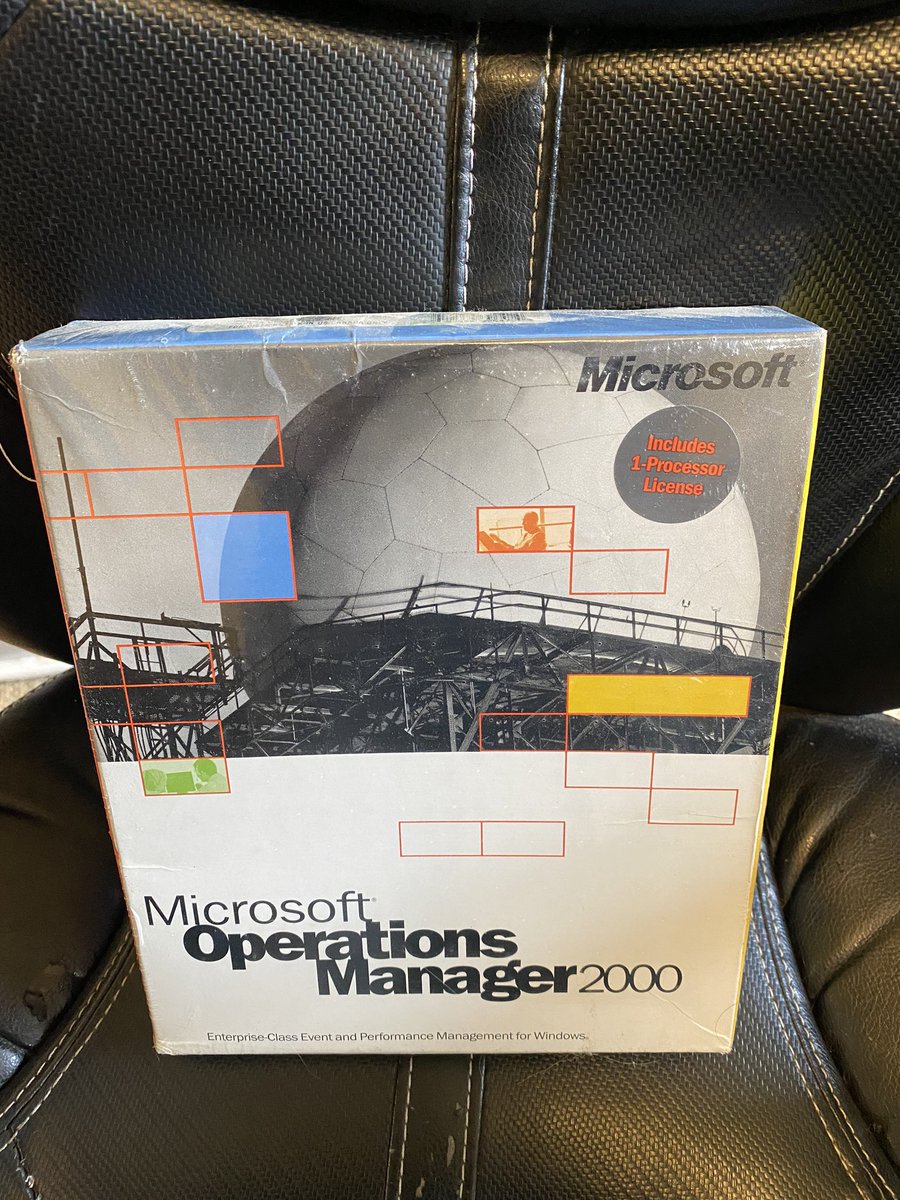 Microsoft
Includes
1-Processor
License
Microsoft®
Operations
Manager 2000
Enterprise-Class Event and Performance Management for Windows®